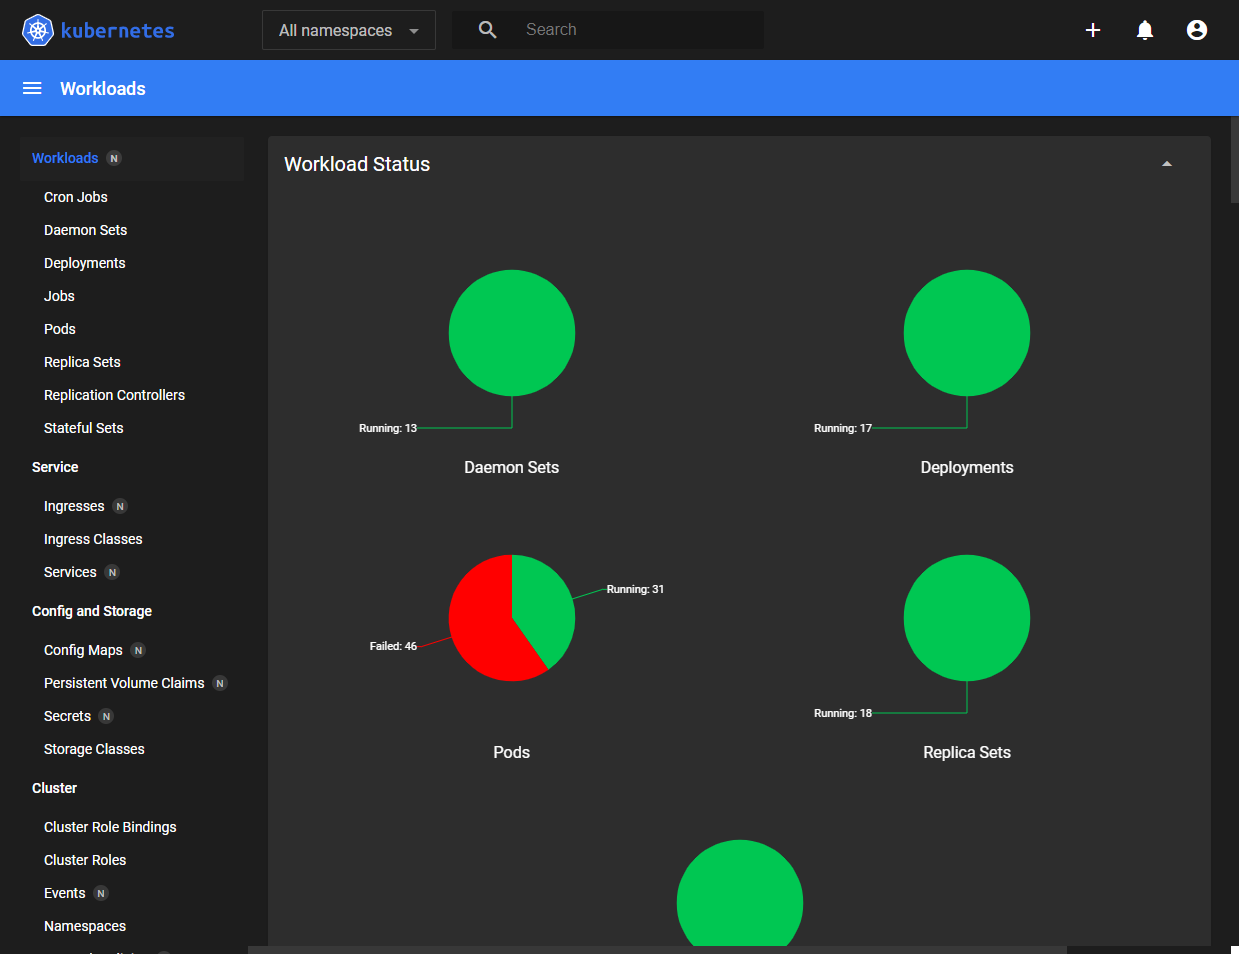 kubernetes
All namespaces
Search
Workloads
Workloads N
Cron Jobs
Daemon Sets
Deployments
Jobs
Pods
Replica Sets
Replication Controllers
Stateful Sets
Service
Ingresses N
Ingress Classes
Services N
Config and Storage
Config Maps N
Persistent Volume Claims N
Secrets N
Storage Classes
Cluster
Cluster Role Bindings
Cluster Roles
Events N
Namespaces
Workload Status
Running: 13
Daemon Sets
Running: 17
Deployments
Running: 31
Failed: 46
Pods
Running: 18
Replica Sets